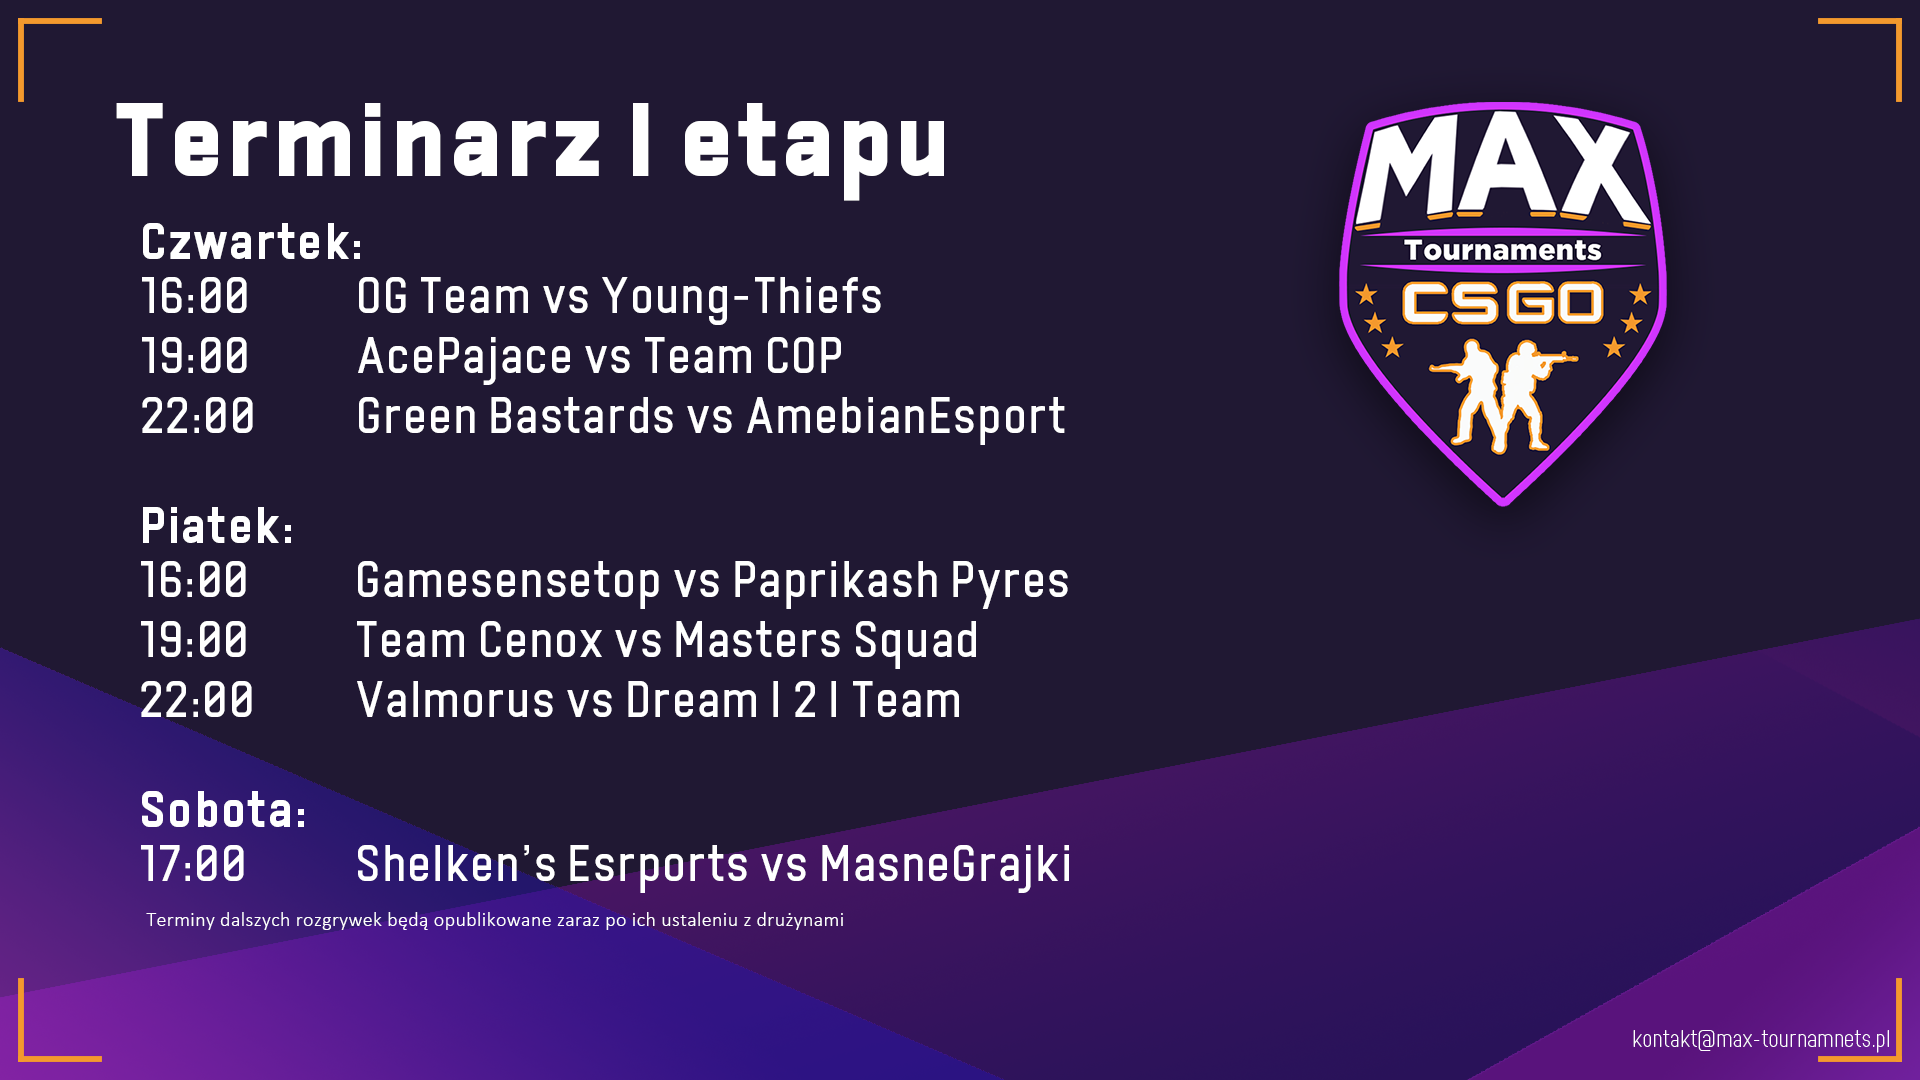 Terminarz I etapu
MAX
Tournaments
CSGO
Czwartek:
16:00 OG Team vs Young-Thiefs
19:00 AcePajace vs Team COP
22:00 Green Bastards vs AmebianEsport
Piatek:
16:00 Gamesensetop vs Paprikash Pyres
19:00 Team Cenox vs Masters Squad
22:00 Valmorus vs Dream | 2 | Team
Sobota:
17:00 Shelken's Esrports vs MasneGrajki
Terminy dalszych rozgrywek będą opublikowane zaraz po ich ustaleniu z drużynami
kontakt@max-tournamnets.pl